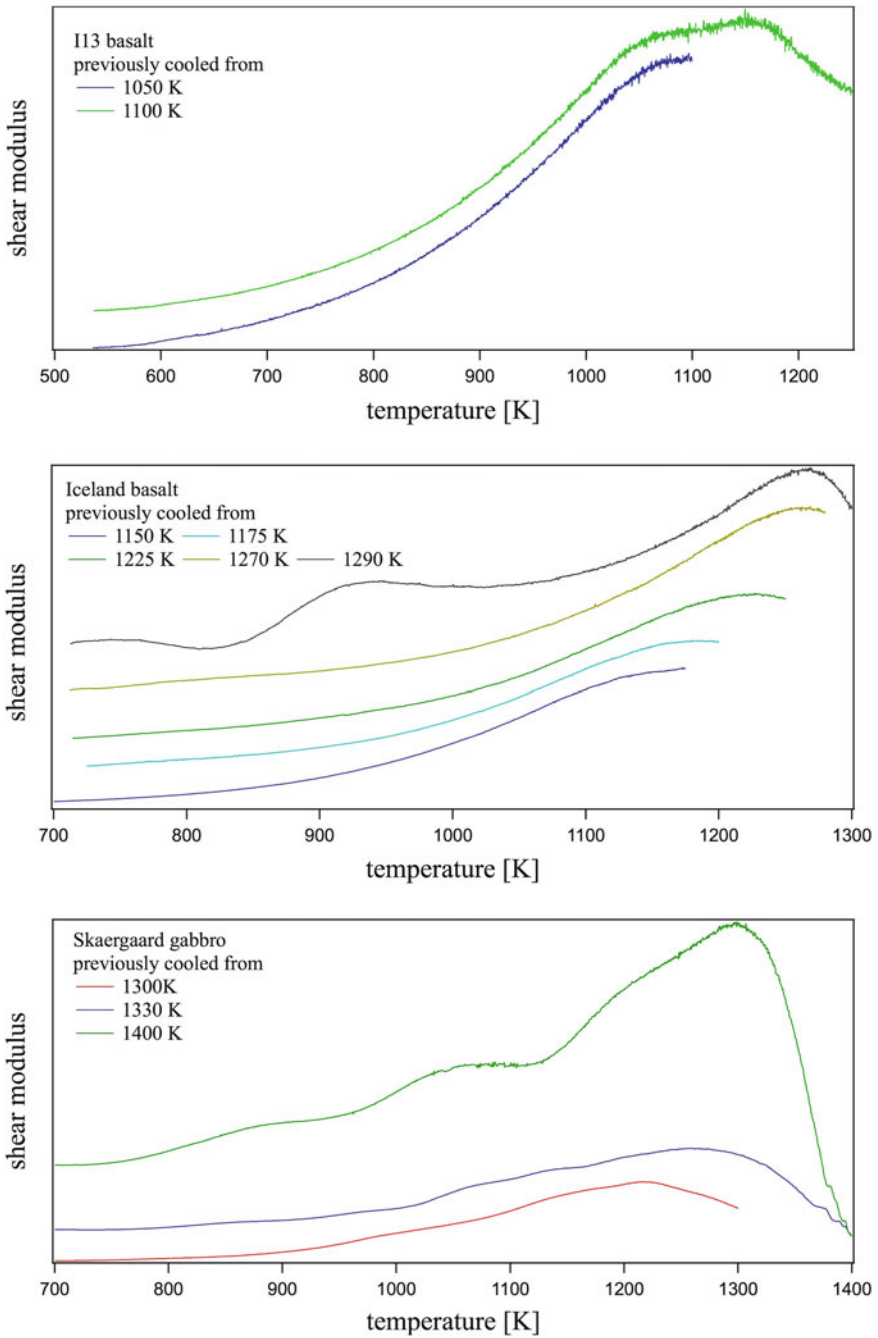 I13 basalt
previously cooled from
1050 K
1100 K
shear modulus
500 600 700 800 900 1000 1100 1200
temperature [K]
Iceland basalt
previously cooled from
1150 K 1175 K
1225 K 1270 K 1290 K
shear modulus
700 800 900 1000 1100 1200 1300
temperature [K]
Skaergaard gabbro
previously cooled from
1300K
1330 K
1400 K
shear modulus
700 800 900 1000 1100 1200 1300 1400
temperature [K]